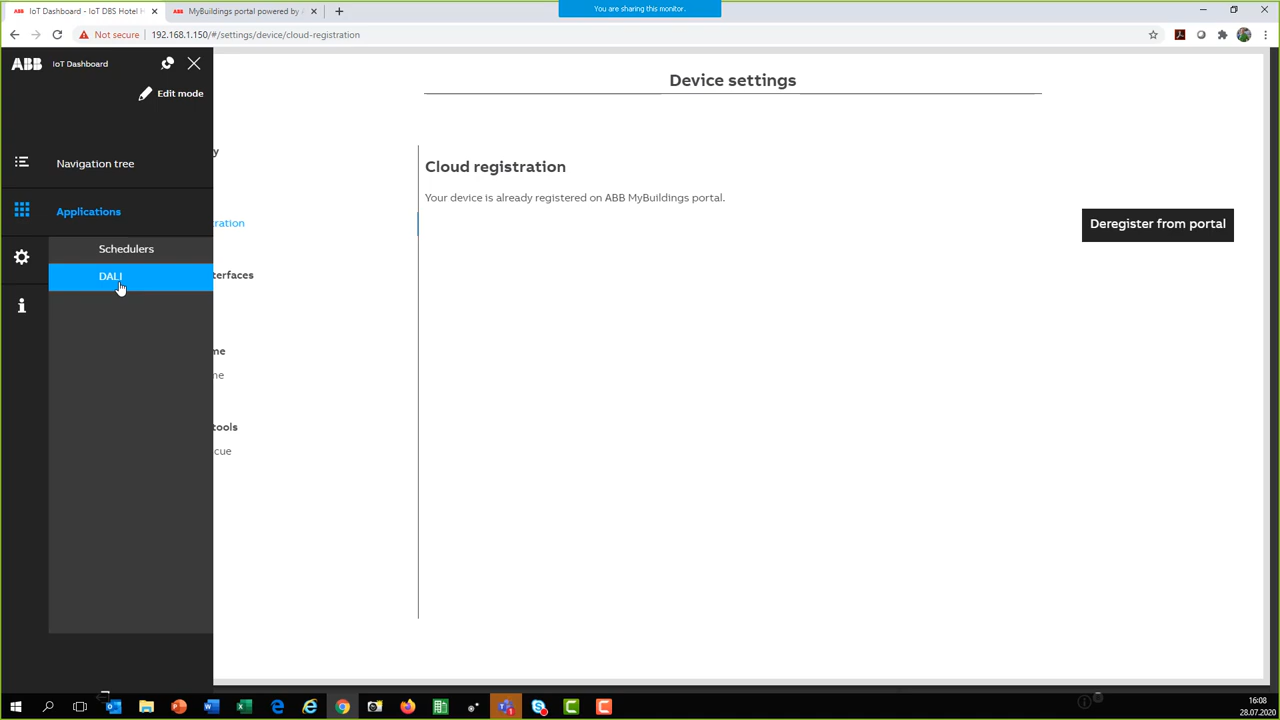 You are sharing this monitor.
IoT Dashboard - IoT DBS Hotel H
MyBuildings portal powered by A
Not secure
192.168.1.150/#/settings/device/cloud-registration
ABB
IoT Dashboard
Edit mode
Navigation tree
Applications
Schedulers
DALI
y
ration
terfaces
me
me
tools
cue
Device settings
Cloud registration
Your device is already registered on ABB MyBuildings portal.
Deregister from portal
16:08
28.07.2020